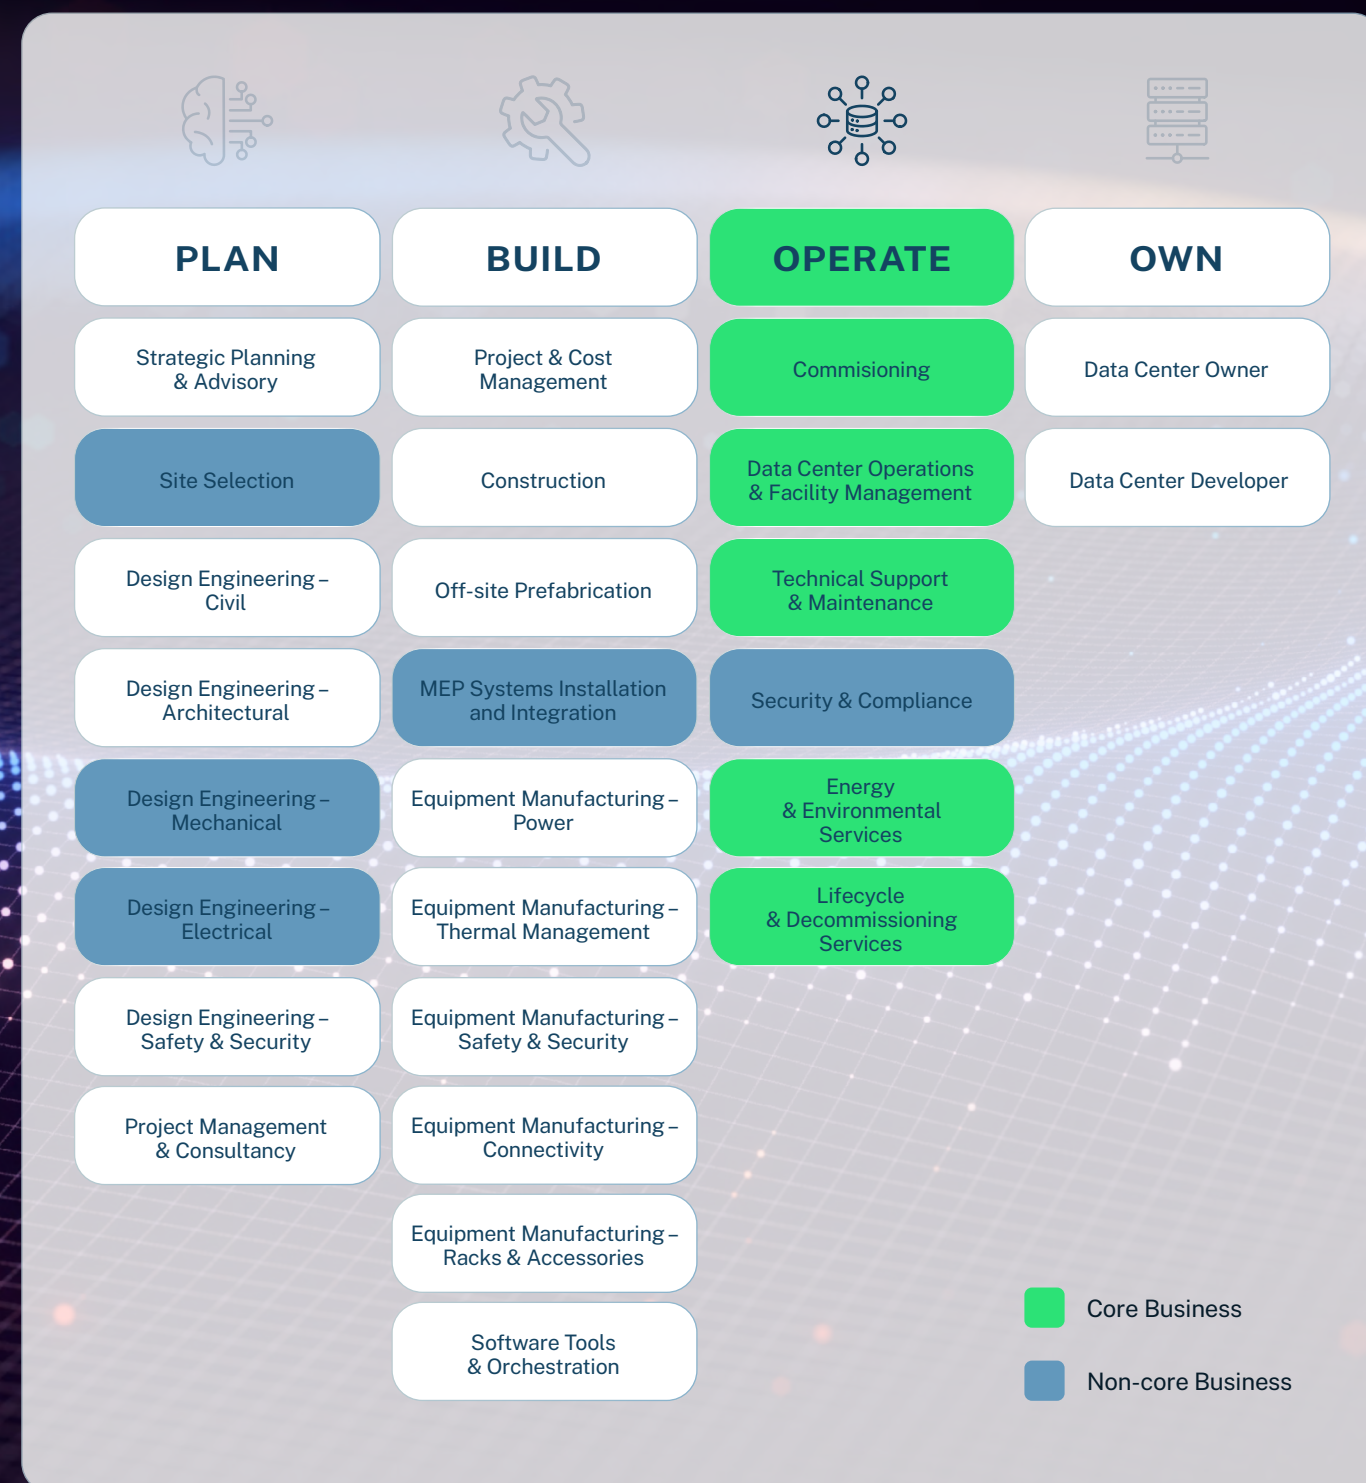 PLAN
Strategic Planning
& Advisory
Site Selection
Design Engineering –
Civil
Design Engineering –
Architectural
Design Engineering –
Mechanical
Design Engineering –
Electrical
Design Engineering –
Safety & Security
Project Management
& Consultancy
BUILD
Project & Cost
Management
Construction
Off-site Prefabrication
MEP Systems Installation
and Integration
Equipment Manufacturing –
Power
Equipment Manufacturing –
Thermal Management
Equipment Manufacturing –
Safety & Security
Equipment Manufacturing –
Connectivity
Equipment Manufacturing –
Racks & Accessories
Software Tools
& Orchestration
OPERATE
Commisioning
Data Center Operations
& Facility Management
Technical Support
& Maintenance
Security & Compliance
Energy
& Environmental
Services
Lifecycle
& Decommissioning
Services
OWN
Data Center Owner
Data Center Developer
Core Business
Non-core Business